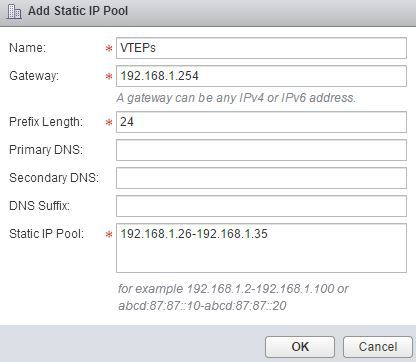 Add Static IP Pool
Name: * VTEPs
Gateway: * 192.168.1.254
A gateway can be any IPv4 or IPv6 address.
Prefix Length: * 24
Primary DNS:
Secondary DNS:
DNS Suffix:
Static IP Pool: * 192.168.1.26-192.168.1.35
for example 192.168.1.2-192.168.1.100 or
abcd:87:87::10-abcd:87:87::20
OK Cancel